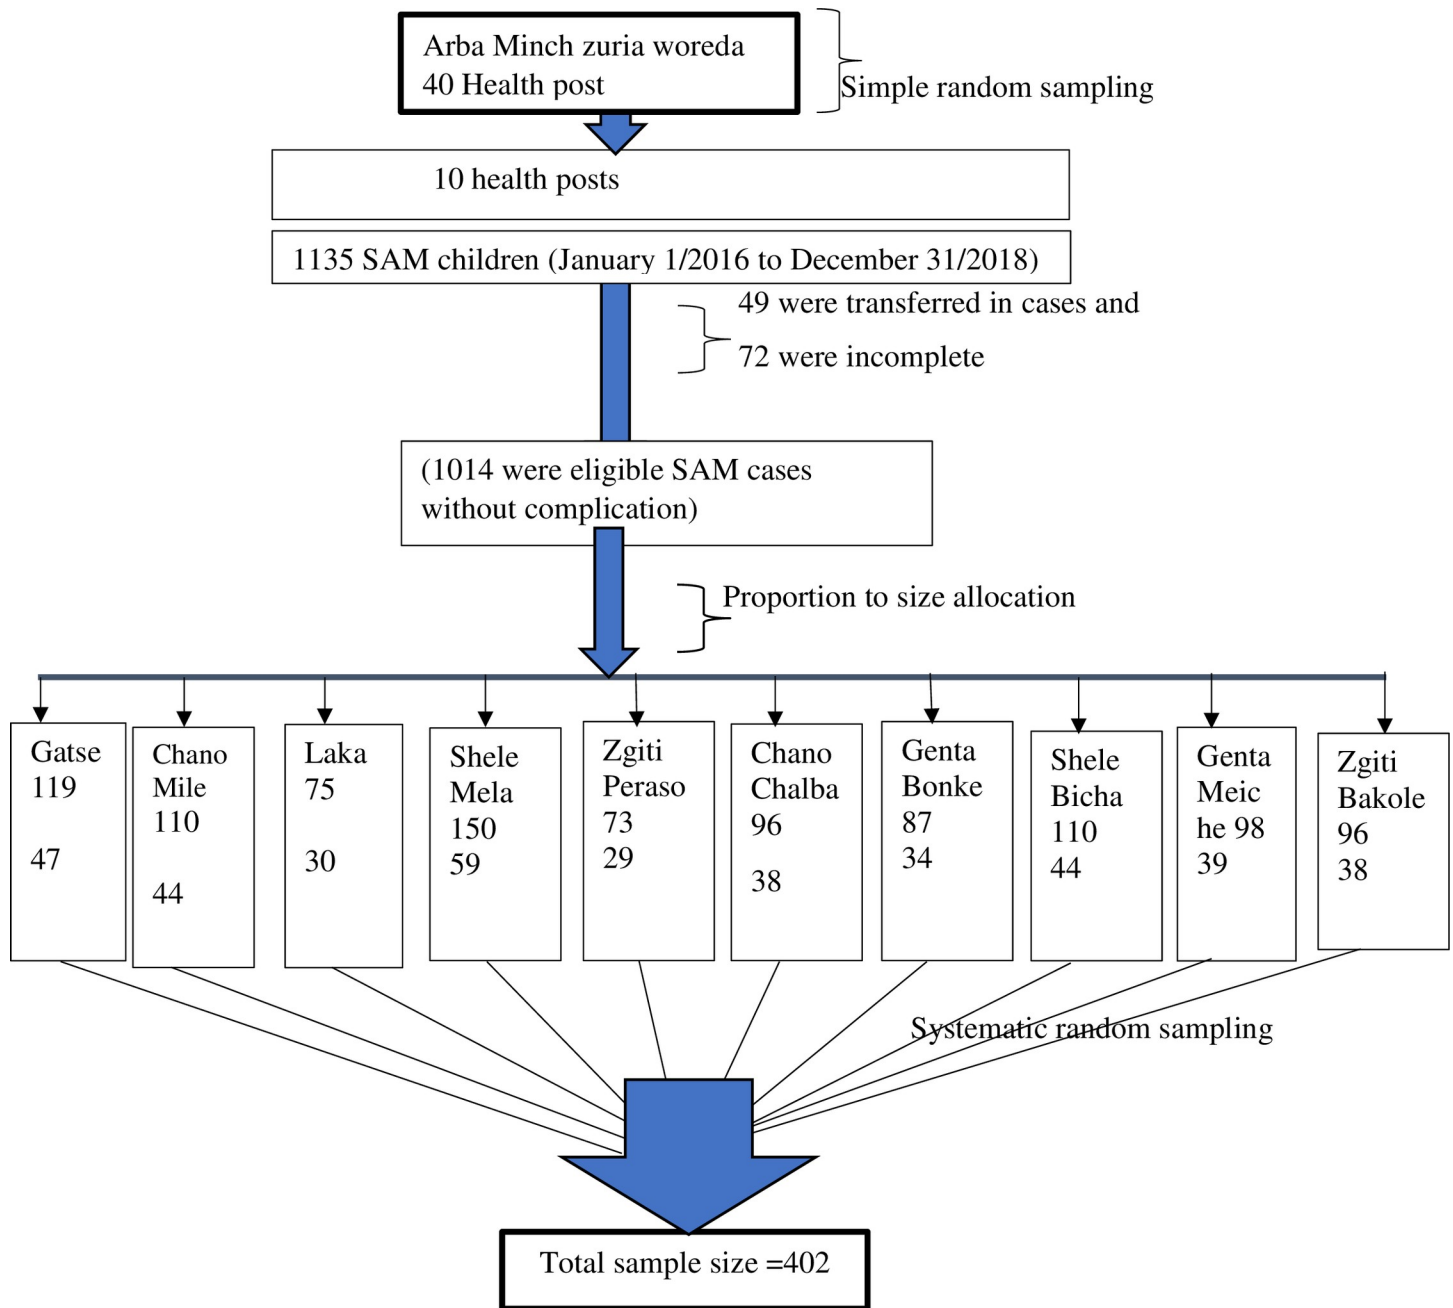 Arba Minch zuria woreda
40 Health post
Simple random sampling
10 health posts
1135 SAM children (January 1/2016 to December 31/2018)
49 were transferred in cases and
72 were incomplete
(1014 were eligible SAM cases
without complication)
Proportion to size allocation
Gatse
119
47
Chano
Mile
110
44
Laka
75
30
Shele
Mela
150
59
Zgiti
Peraso
73
29
Chano
Chalba
96
38
Genta
Bonke
87
34
Shele
Bicha
110
44
Genta
Meic
he 98
39
Zgiti
Bakole
96
38
Systematic random sampling
Total sample size =402